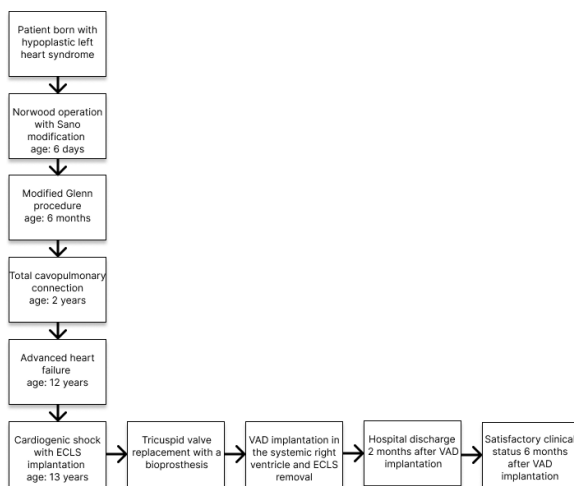 Patient born with
hypoplastic left
heart syndrome
Norwood operation
with Sano
modification
age: 6 days
Modified Glenn
procedure
age: 6 months
Total cavopulmonary
connection
age: 2 years
Advanced heart
failure
age: 12 years
Cardiogenic shock
with ECLS
implantation
age: 13 years
Tricuspid valve
replacement with a
bioprosthesis
VAD implantation in
the systemic right
ventricle and ECLS
removal
Hospital discharge
2 months after VAD
implantation
Satisfactory clinical
status 6 months
after VAD
implantation